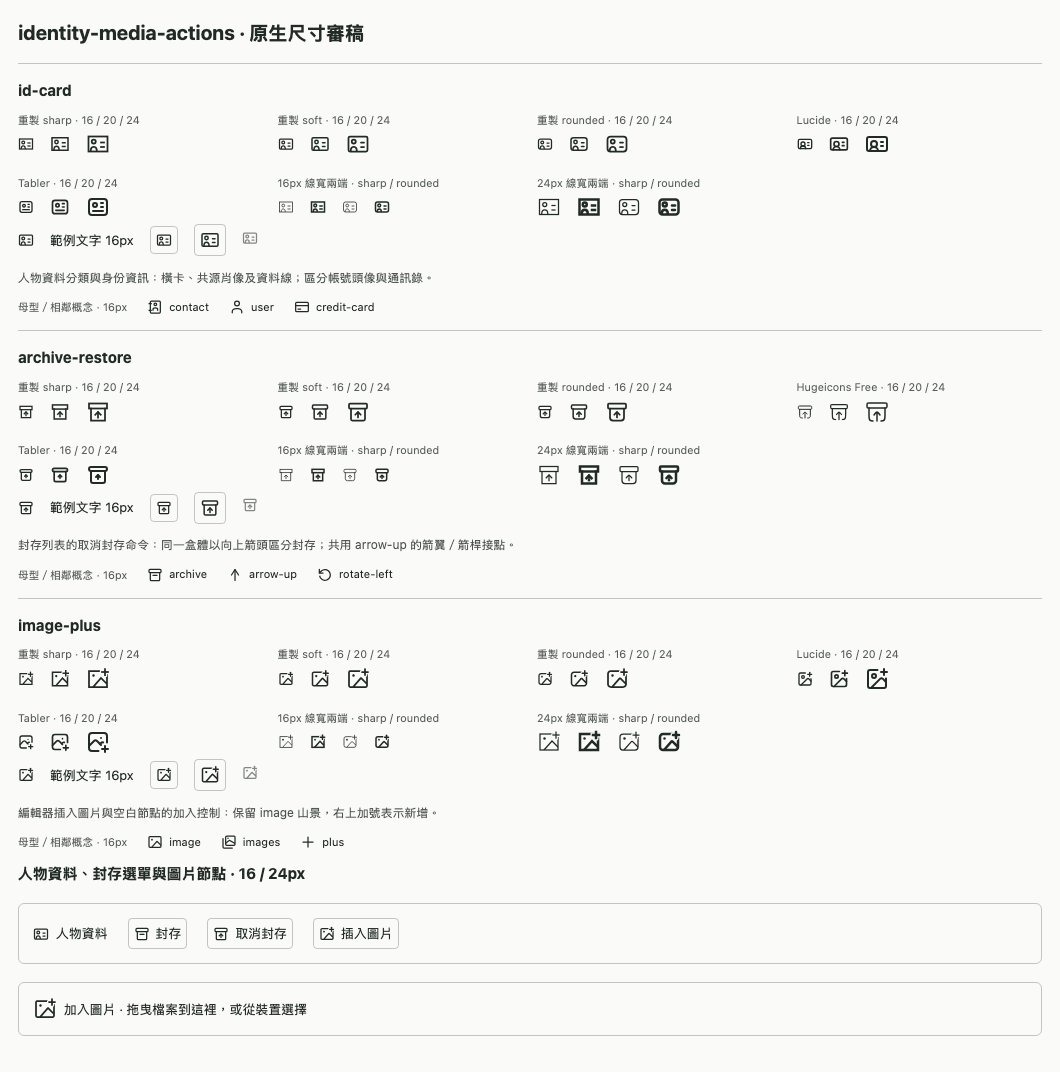 identity-media-actions · 原生尺寸審稿
id-card
重製 sharp · 16 / 20 / 24
重製 soft · 16 / 20 / 24
重製 rounded · 16 / 20 / 24
Lucide · 16 / 20 / 24
Tabler · 16 / 20 / 24
16px 線寬兩端 · sharp / rounded
24px 線寬兩端 · sharp / rounded
範例文字 16px
人物資料分類與身份資訊：橫卡、共源肖像及資料線；區分帳號頭像與通訊錄。
母型 / 相鄰概念 · 16px contact user credit-card
archive-restore
重製 sharp · 16 / 20 / 24
重製 soft · 16 / 20 / 24
重製 rounded · 16 / 20 / 24
Hugeicons Free · 16 / 20 / 24
Tabler · 16 / 20 / 24
16px 線寬兩端 · sharp / rounded
24px 線寬兩端 · sharp / rounded
範例文字 16px
封存列表的取消封存命令：同一盒體以向上箭頭區分封存；共用 arrow-up 的箭翼 / 箭桿接點。
母型 / 相鄰概念 · 16px archive arrow-up rotate-left
image-plus
重製 sharp · 16 / 20 / 24
重製 soft · 16 / 20 / 24
重製 rounded · 16 / 20 / 24
Lucide · 16 / 20 / 24
Tabler · 16 / 20 / 24
16px 線寬兩端 · sharp / rounded
24px 線寬兩端 · sharp / rounded
範例文字 16px
編輯器插入圖片與空白節點的加入控制：保留 image 山景，右上加號表示新增。
母型 / 相鄰概念 · 16px image images plus
人物資料、封存選單與圖片節點 · 16 / 24px
人物資料 封存 取消封存 插入圖片
加入圖片 · 拖曳檔案到這裡，或從裝置選擇